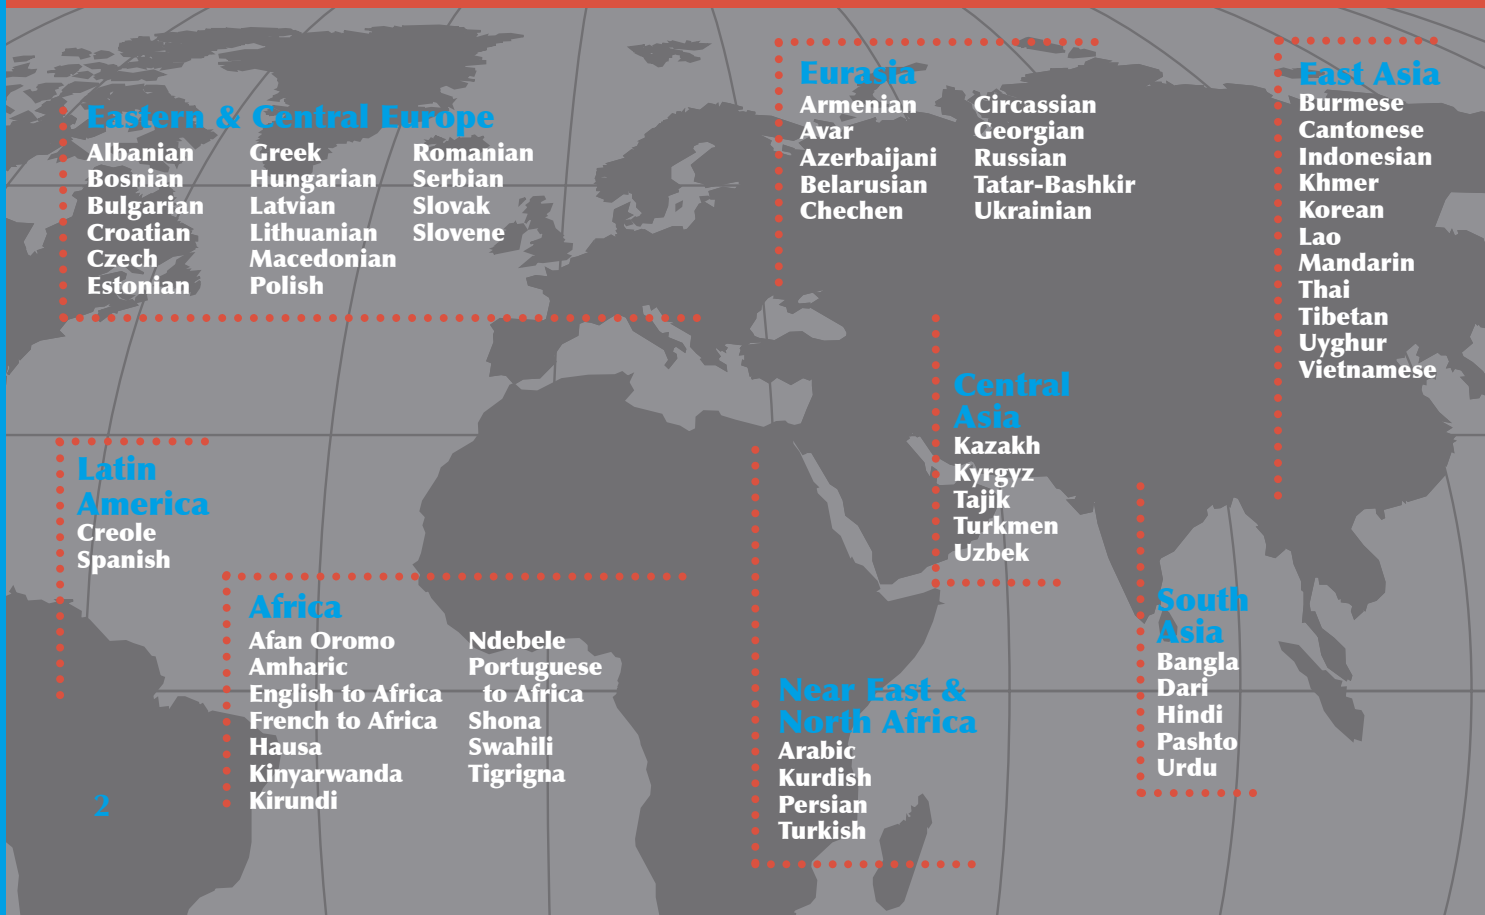 Eastern & Central Europe
Albanian
Bosnian
Bulgarian
Croatian
Czech
Estonian
Greek
Hungarian
Latvian
Lithuanian
Macedonian
Polish
Romanian
Serbian
Slovak
Slovene
Eurasia
Armenian
Avar
Azerbaijani
Belarusian
Chechen
Circassian
Georgian
Russian
Tatar-Bashkir
Ukrainian
East Asia
Burmese
Cantonese
Indonesian
Khmer
Korean
Lao
Mandarin
Thai
Tibetan
Uyghur
Vietnamese
Central
Asia
Kazakh
Kyrgyz
Tajik
Turkmen
Uzbek
Latin
America
Creole
Spanish
Africa
Afan Oromo
Amharic
English to Africa
French to Africa
Hausa
Kinyarwanda
Kirundi
Ndebele
Portuguese
to Africa
Shona
Swahili
Tigrigna
Near East &
North Africa
Arabic
Kurdish
Persian
Turkish
South
Asia
Bangla
Dari
Hindi
Pashto
Urdu
2